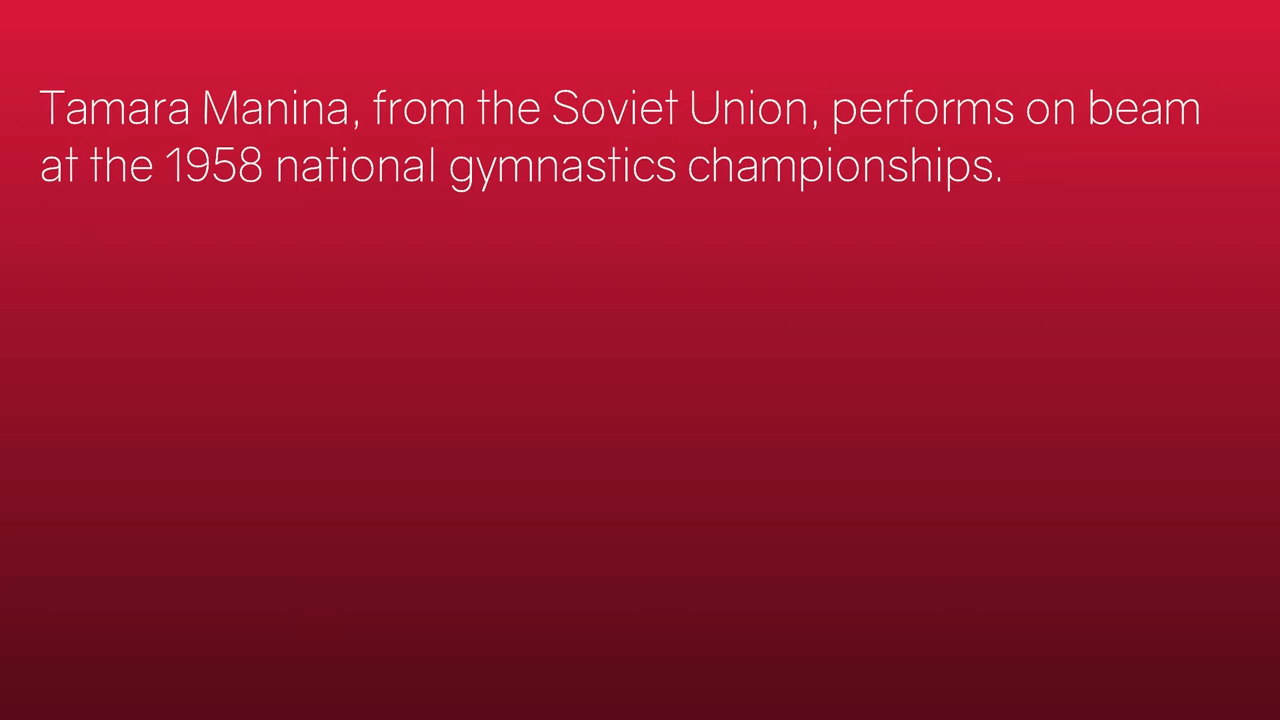 Tamara Manina, from the Soviet Union, performs on beam
at the 1958 national gymnastics championships.